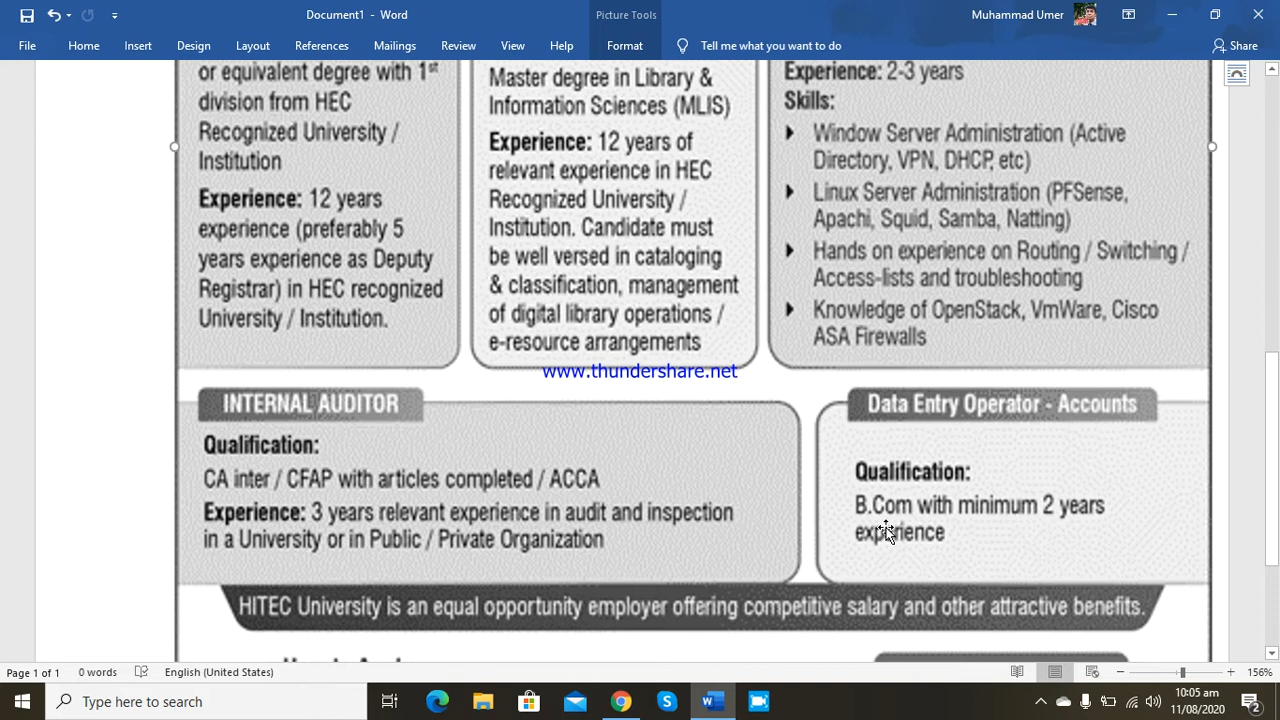 Document1 - Word
Picture Tools
Muhammad Umer
File Home Insert Design Layout References Mailings Review View Help Format Tell me what you want to do Share
or equivalent degree with 1st
division from HEC
Recognized University /
Institution
Experience: 12 years
experience (preferably 5
years experience as Deputy
Registrar) in HEC recognized
University / Institution.
Master degree in Library &
Information Sciences (MLIS)
Experience: 12 years of
relevant experience in HEC
Recognized University /
Institution. Candidate must
be well versed in cataloging
& classification, management
of digital library operations /
e-resource arrangements
Experience: 2-3 years
Skills:
Window Server Administration (Active
Directory, VPN, DHCP, etc)
Linux Server Administration (PFSense,
Apachi, Squid, Samba, Natting)
Hands on experience on Routing / Switching /
Access-lists and troubleshooting
Knowledge of OpenStack, VmWare, Cisco
ASA Firewalls
www.thundershare.net
INTERNAL AUDITOR
Qualification:
CA inter / CFAP with articles completed / ACCA
Experience: 3 years relevant experience in audit and inspection
in a University or in Public / Private Organization
Data Entry Operator - Accounts
Qualification:
B.Com with minimum 2 years
experience
HITEC University is an equal opportunity employer offering competitive salary and other attractive benefits.
Page 1 of 1 0 words English (United States) 156%
Type here to search
10:05 am
11/08/2020
2